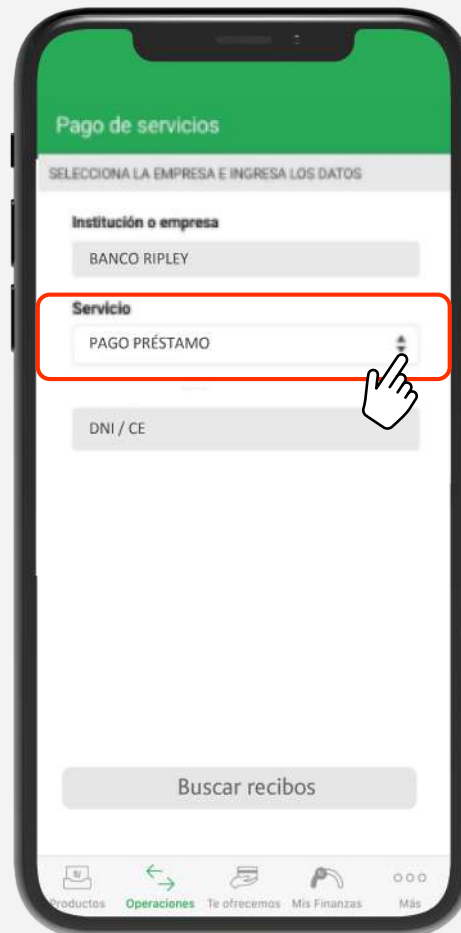 Pago de servicios
SELECCIONA LA EMPRESA E INGRESA LOS DATOS
Institución o empresa
BANCO RIPLEY
Servicio
PAGO PRÉSTAMO
DNI / CE
Buscar recibos
S/
Productos Operaciones Te ofrecemos Mis Finanzas Más